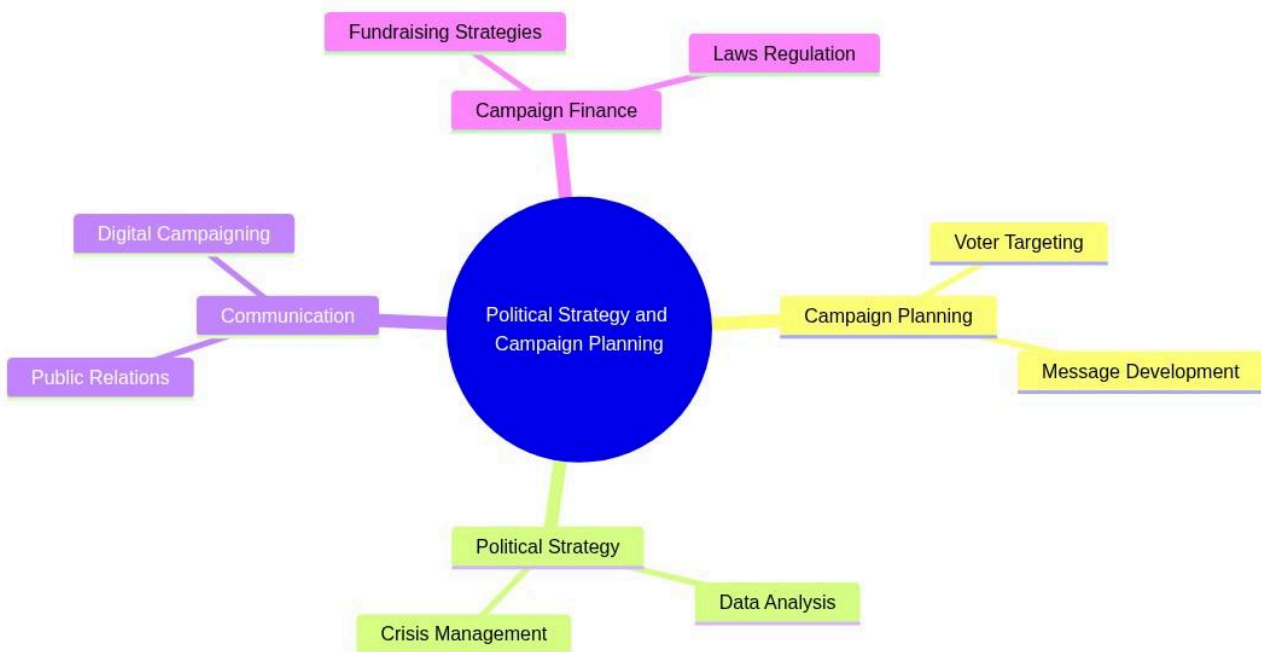 Fundraising Strategies
Laws Regulation
Campaign Finance
Digital Campaigning
Voter Targeting
Communication
Political Strategy and
Campaign Planning
Campaign Planning
Public Relations
Message Development
Political Strategy
Data Analysis
Crisis Management